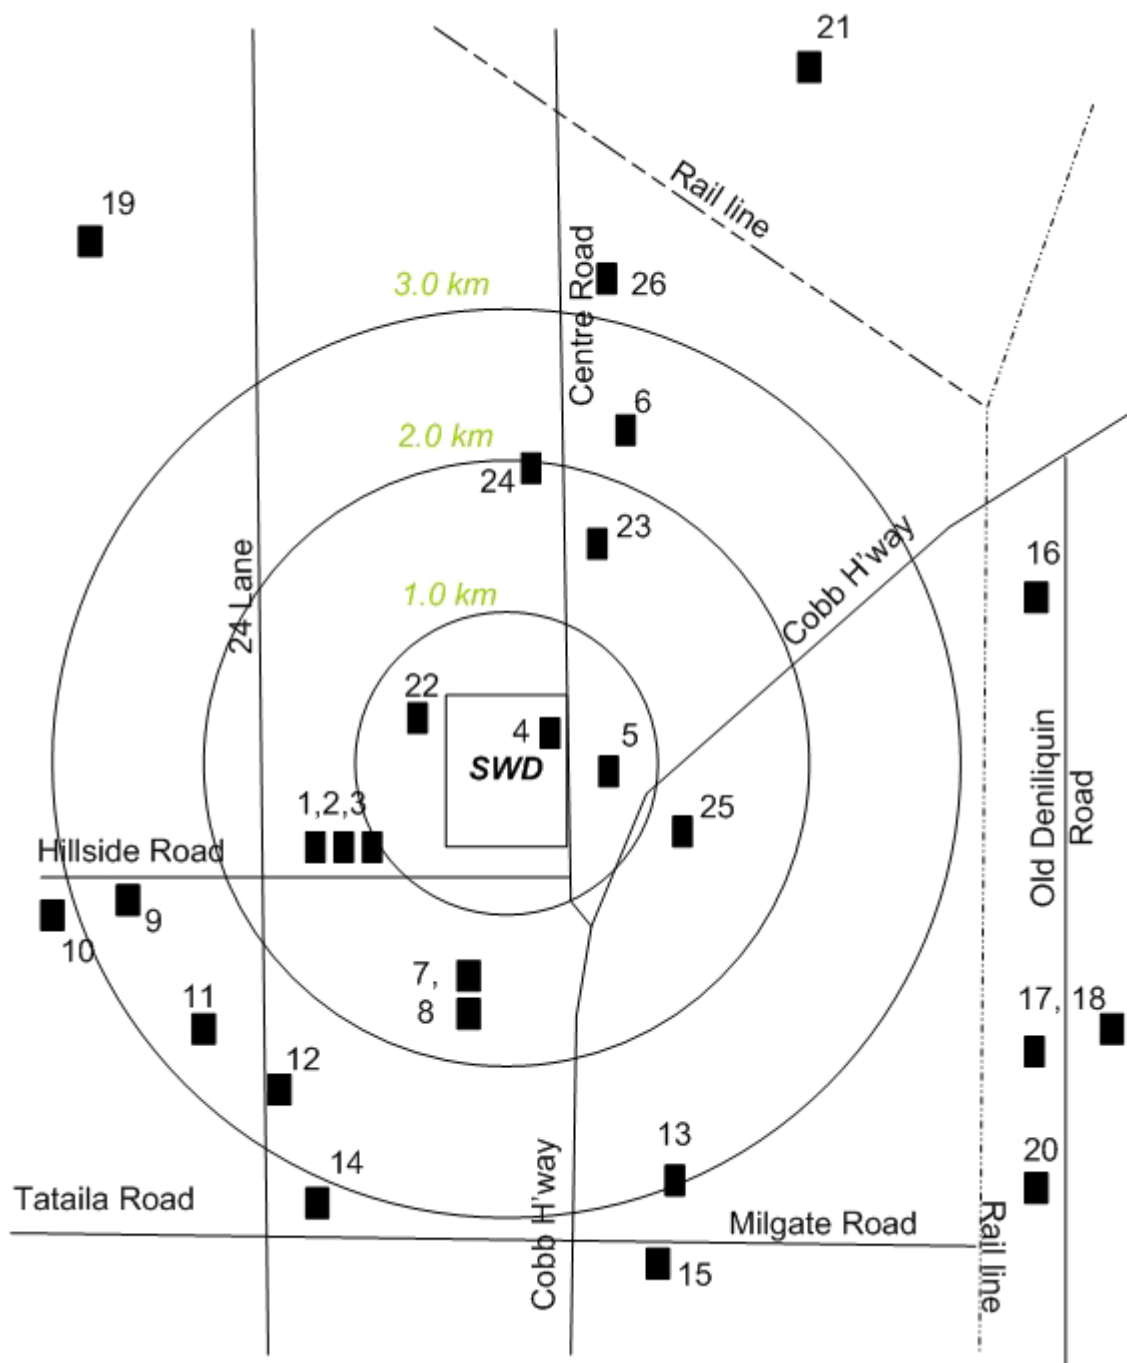 21
19
Rail line
3.0 km
Centre Road
26
6
2.0 km
24
23
24 Lane
1.0 km
Cobb H'way
16
22
4
SWD
5
Old Deniliquin
Road
1,2,3
25
Hillside Road
9
10
7,
8
11
17, 18
12
13
14
20
Tataila Road
Cobb H'way
Milgate Road
Rail line
15